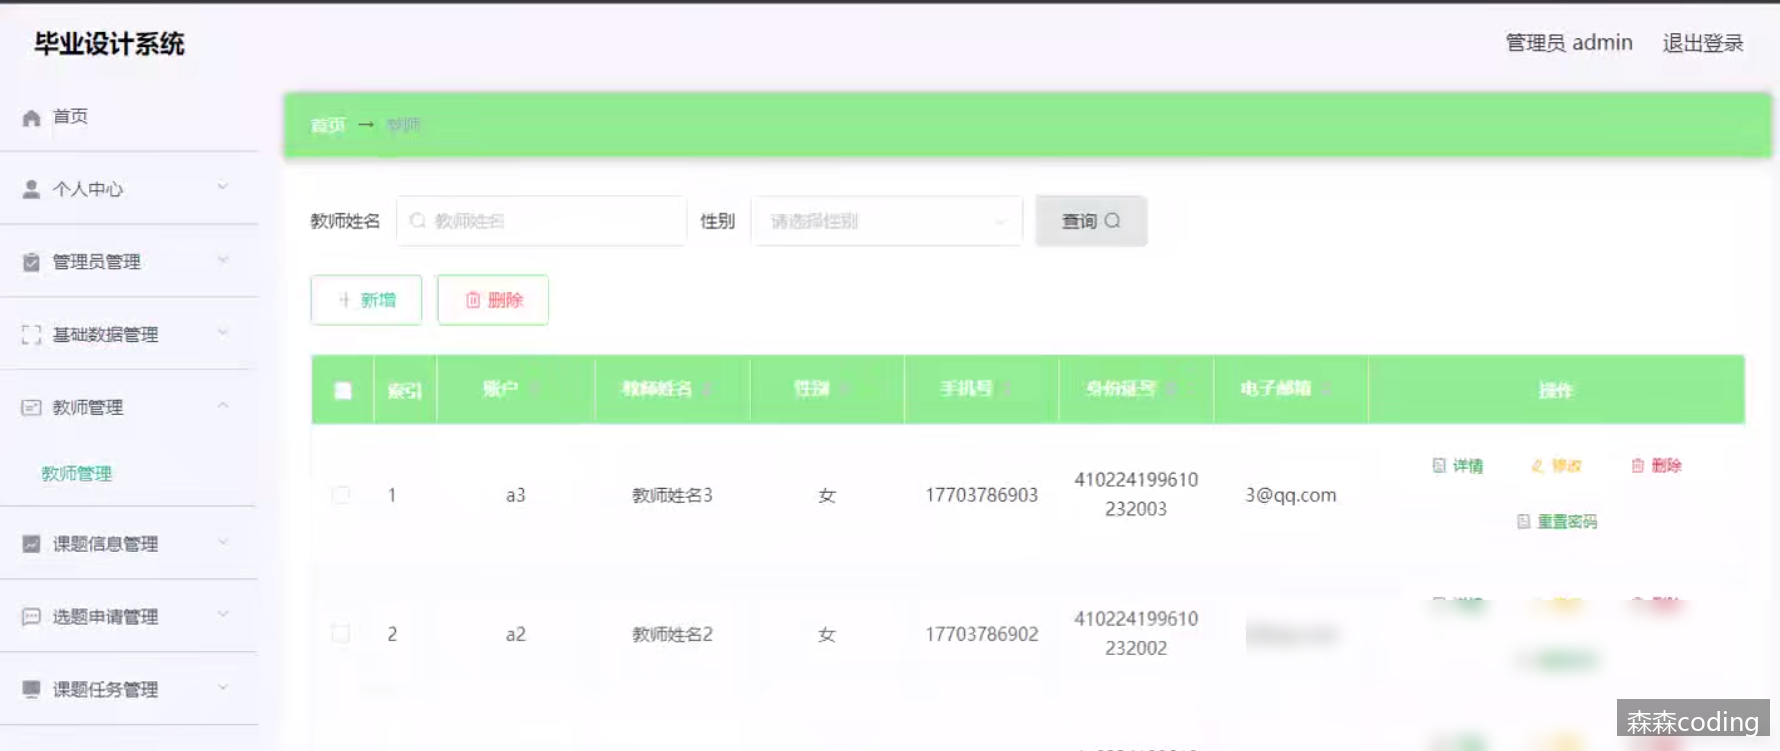 毕业设计系统
管理员 admin 退出登录
首页
个人中心
管理员管理
基础数据管理
教师管理
教师管理
课题信息管理
选题申请管理
课题任务管理
首页 → 教师
教师姓名 教师姓名 性别 请选择性别 查询
新增 删除
索引 账户 教师姓名 性别 手机号 身份证号 电子邮箱 操作
1 a3 教师姓名3 女 17703786903 410224199610232003 3@qq.com 详情 修改 删除
重置密码
2 a2 教师姓名2 女 17703786902 410224199610232002
森森coding